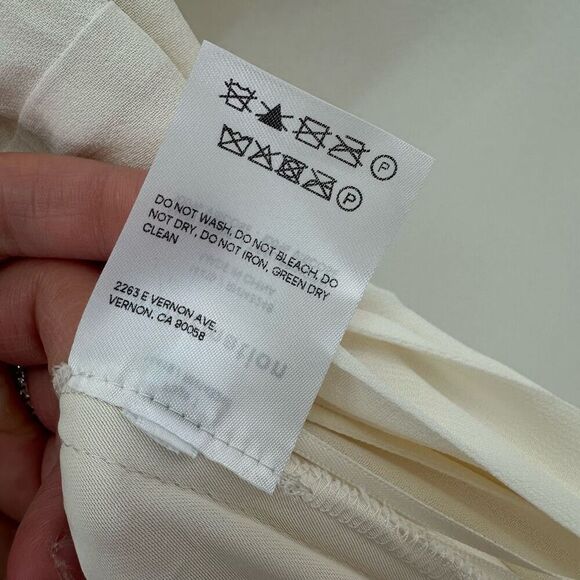 P
P
DO NOT WASH, DO NOT BLEACH, DO
NOT DRY, DO NOT IRON, GREEN DRY
CLEAN
2263 E VERNON AVE.
VERNON, CA 90058